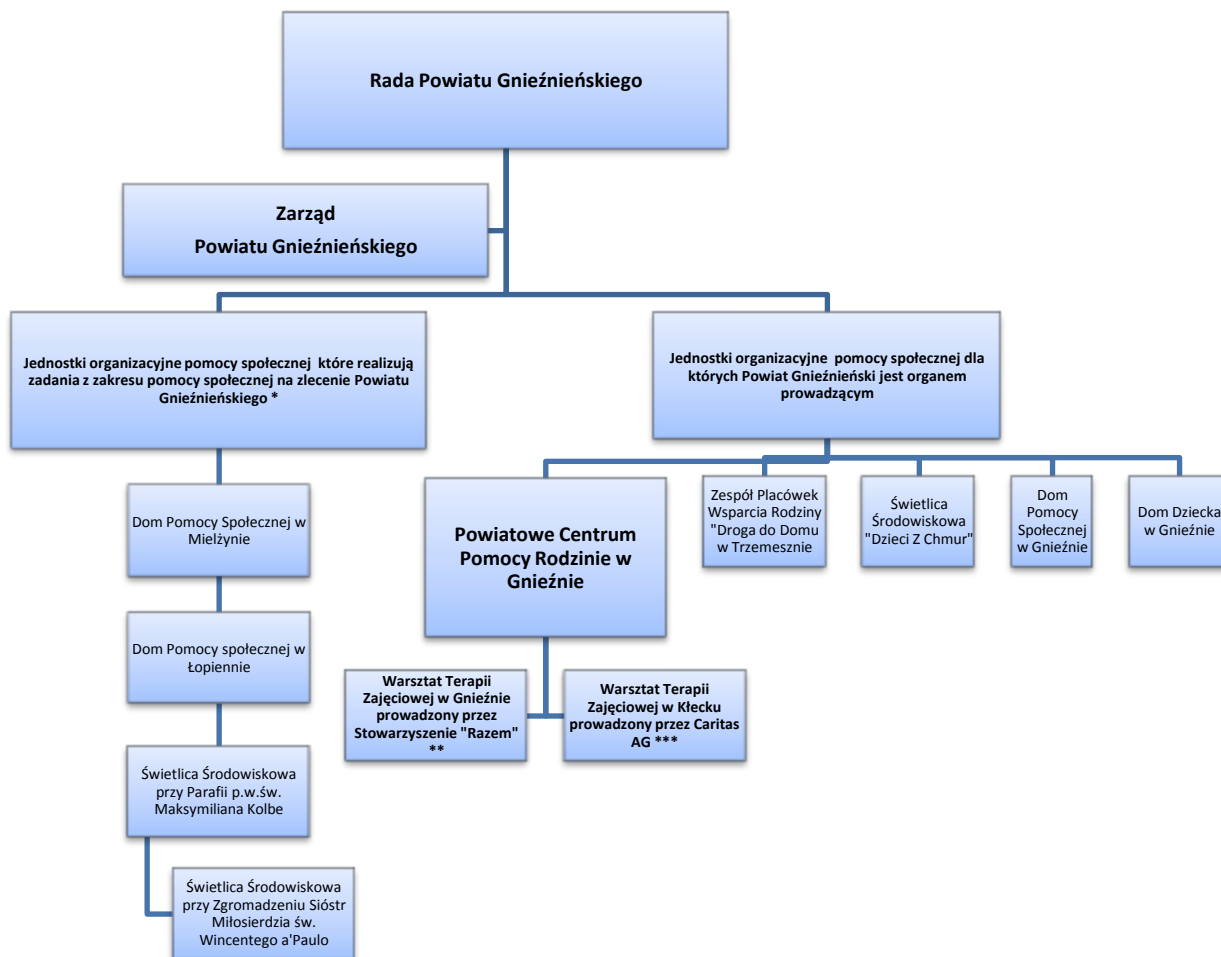 Rada Powiatu Gnieźnieńskiego
Zarząd
Powiatu Gnieźnieńskiego
Jednostki organizacyjne pomocy społecznej które realizują
zadania z zakresu pomocy społecznej na zlecenie Powiatu
Gnieźnieńskiego *
Jednostki organizacyjne pomocy społecznej dla
których Powiat Gnieźnieński jest organem
prowadzącym
Dom Pomocy Społecznej w
Mielżynie
Dom Pomocy społecznej w
Łopiennie
Świetlica Środowiskowa
przy Parafii p.w.św.
Maksymiliana Kolbe
Świetlica Środowiskowa
przy Zgromadzeniu Sióstr
Miłosierdzia św.
Wincentego a'Paulo
Powiatowe Centrum
Pomocy Rodzinie w
Gnieźnie
Warsztat Terapii
Zajęciowej w Gnieźnie
prowadzony przez
Stowarzyszenie "Razem"
**
Warsztat Terapii
Zajęciowej w Kłecku
prowadzony przez Caritas
AG ***
Zespół Placówek
Wsparcia Rodziny
"Droga do Domu
w Trzemesznie
Świetlica
Środowiskowa
"Dzieci Z Chmur"
Dom
Pomocy
Społecznej
w Gnieźnie
Dom Dziecka
w Gnieźnie